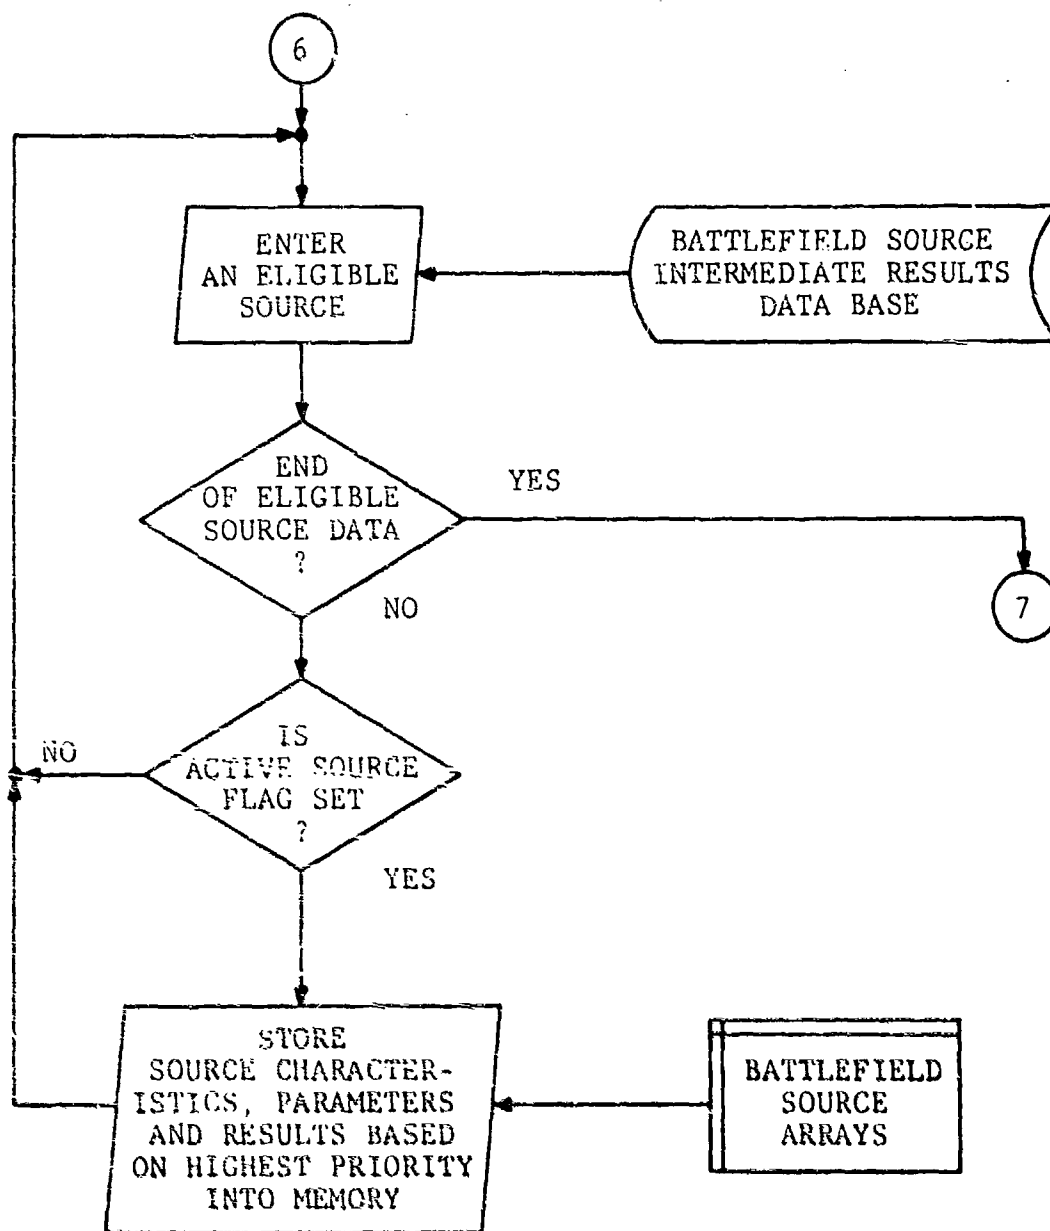 6
ENTER
AN ELIGIBLE
SOURCE
BATTLEFIELD SOURCE
INTERMEDIATE RESULTS
DATA BASE
END
OF ELIGIBLE
SOURCE DATA
?
YES
NO
7
IS
ACTIVE SOURCE
FLAG SET
?
NO
YES
STORE
SOURCE CHARACTER-
ISTICS, PARAMETERS
AND RESULTS BASED
ON HIGHEST PRIORITY
INTO MEMORY
BATTLEFIELD
SOURCE
ARRAYS